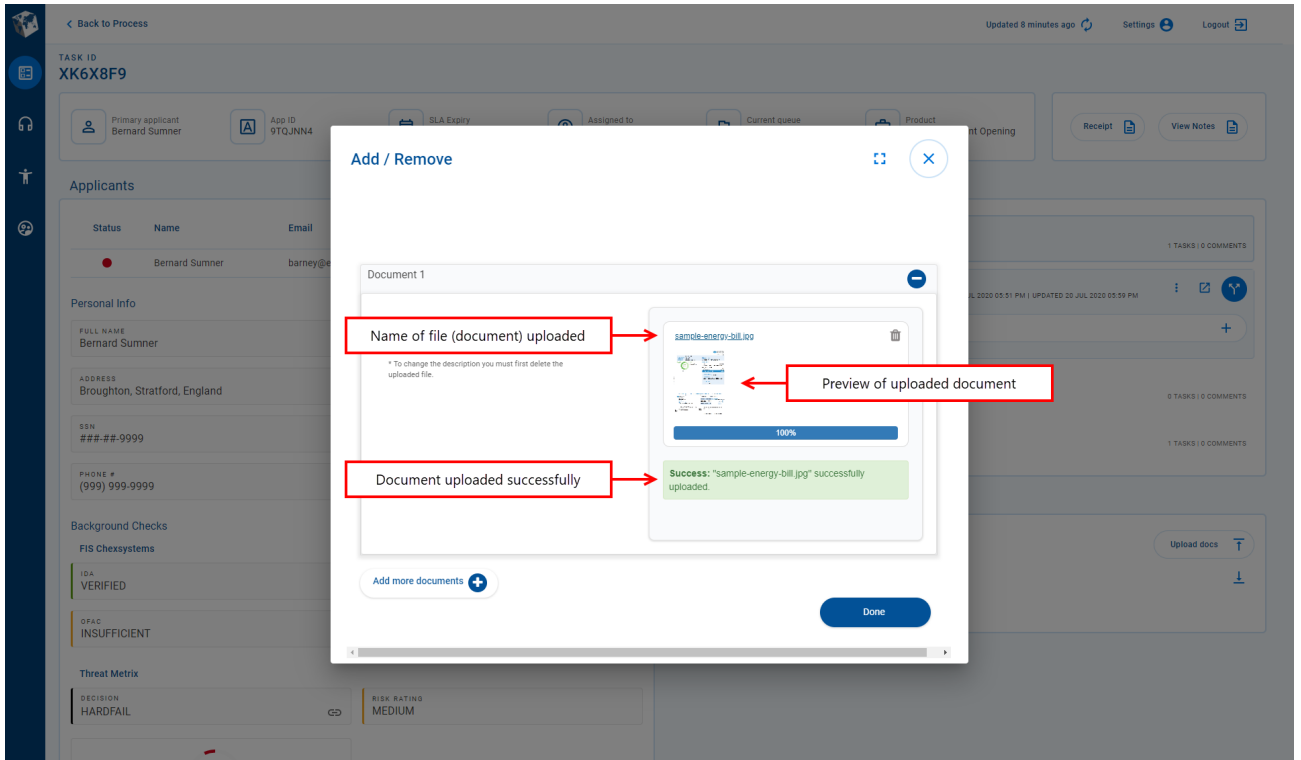 Back to Process
Updated 8 minutes ago
Settings
Logout
TASK ID
XK6X8F9
Primary applicant
Bernard Sumner
App ID
9TQJNN4
SLA Expiry
Assigned to
Current queue
Product
nt Opening
Receipt
View Notes
Add / Remove
Applicants
Status Name Email
Bernard Sumner barney@e
1 TASKS | 0 COMMENTS
Document 1
JL 2020 05:51 PM | UPDATED 20 JUL 2020 05:59 PM
Personal Info
FULL NAME
Bernard Sumner
Name of file (document) uploaded
sample-energy-bill.jpg
* To change the description you must first delete the
uploaded file.
Preview of uploaded document
ADDRESS
Broughton, Stratford, England
0 TASKS | 0 COMMENTS
SSN
###-##-9999
100%
1 TASKS | 0 COMMENTS
PHONE #
(999) 999-9999
Document uploaded successfully
Success: "sample-energy-bill.jpg" successfully
uploaded.
Background Checks
FIS Chexsystems
IDA
VERIFIED
OFAC
INSUFFICIENT
Upload docs
Add more documents
Done
Threat Metrix
DECISION
HARDFAIL
RISK RATING
MEDIUM